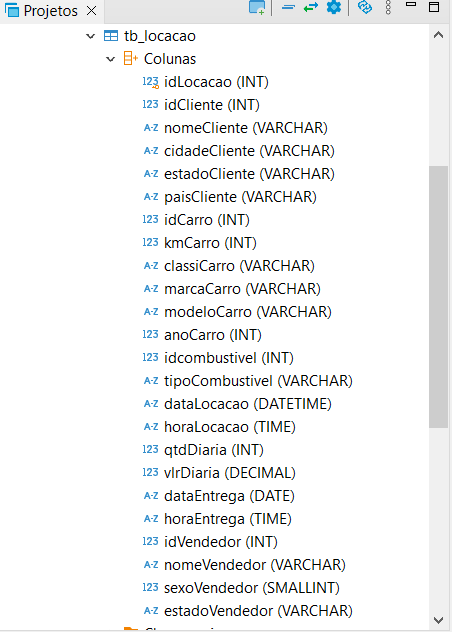 Projetos
tb_locacao
Colunas
123 idLocacao (INT)
123 idCliente (INT)
A-Z nomeCliente (VARCHAR)
A-Z cidadeCliente (VARCHAR)
A-Z estadoCliente (VARCHAR)
A-Z paisCliente (VARCHAR)
123 idCarro (INT)
123 kmCarro (INT)
A-Z classiCarro (VARCHAR)
A-Z marcaCarro (VARCHAR)
A-Z modeloCarro (VARCHAR)
123 anoCarro (INT)
123 idcombustivel (INT)
A-Z tipoCombustivel (VARCHAR)
A-Z dataLocacao (DATETIME)
A-Z horaLocacao (TIME)
123 qtdDiaria (INT)
123 vlrDiaria (DECIMAL)
A-Z dataEntrega (DATE)
A-Z horaEntrega (TIME)
123 idVendedor (INT)
A-Z nomeVendedor (VARCHAR)
123 sexoVendedor (SMALLINT)
A-Z estadoVendedor (VARCHAR)